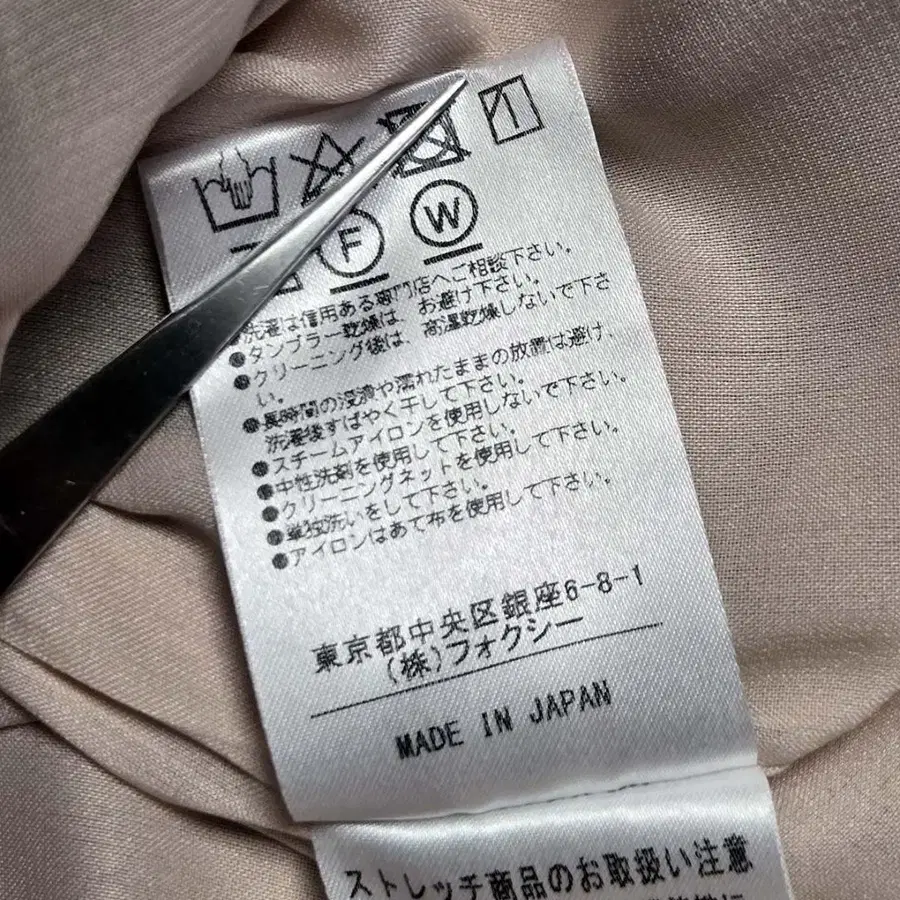 F W
●洗濯は信用ある専門店へご相談下さい。
●タンブラー乾燥は、お避け下さい。
●クリーニング後は、高温乾燥しないで下さ
い。
●長時間の浸漬や濡れたままの放置は避け、
洗濯後すばやく干して下さい。
●スチームアイロンを使用しないで下さい。
●中性洗剤を使用して下さい。
●クリーニングネットを使用して下さい。
●単独洗いをして下さい。
●アイロンはあて布を使用して下さい。
東京都中央区銀座6-8-1
(株)フォクシー
MADE IN JAPAN
ストレッチ商品のお取扱い注意